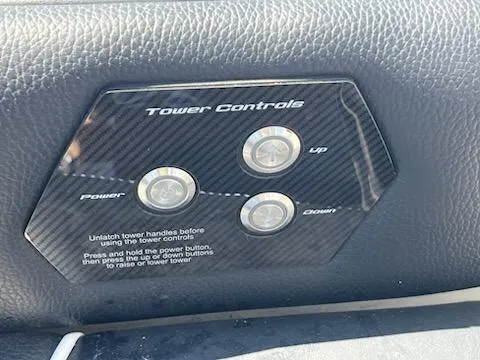 Tower Controls
Up
Power
Down
Unlatch tower handles before
using the tower controls
Press and hold the power button,
then press the up or down buttons
to raise or lower tower